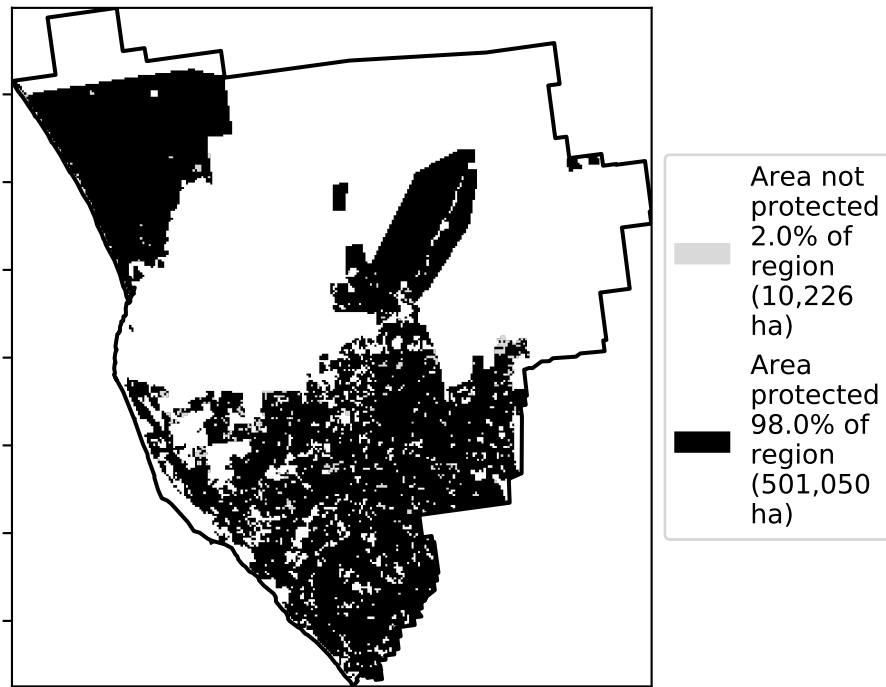 Area not
protected
2.0% of
region
(10,226
ha)
Area
protected
98.0% of
region
(501,050
ha)